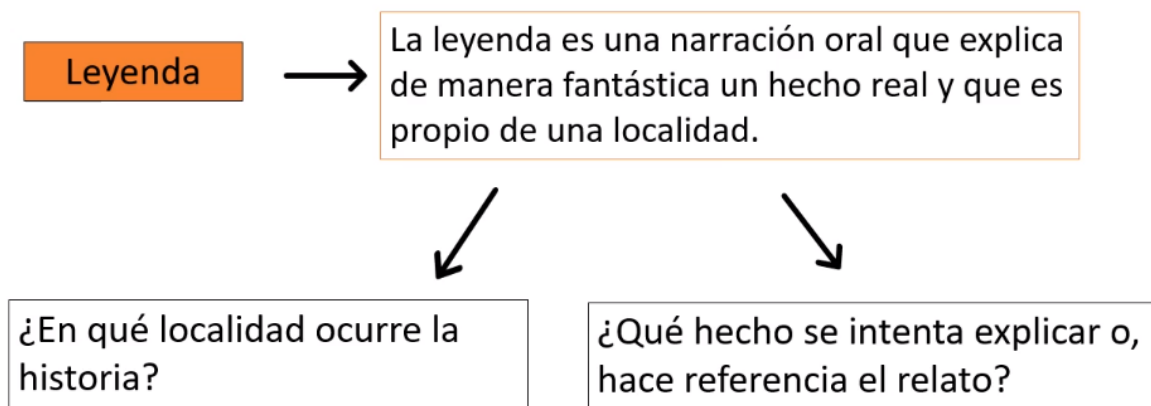 Leyenda
La leyenda es una narración oral que explica
de manera fantástica un hecho real y que es
propio de una localidad.
¿En qué localidad ocurre la
historia?
¿Qué hecho se intenta explicar o,
hace referencia el relato?